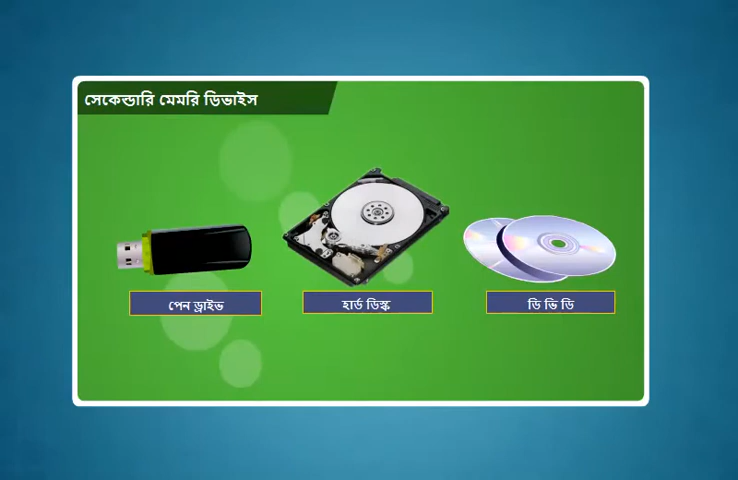 সেকেন্ডারি মেমরি ডিভাইস
পেন ড্রাইভ
হার্ড ডিস্ক
ডি ভি ডি